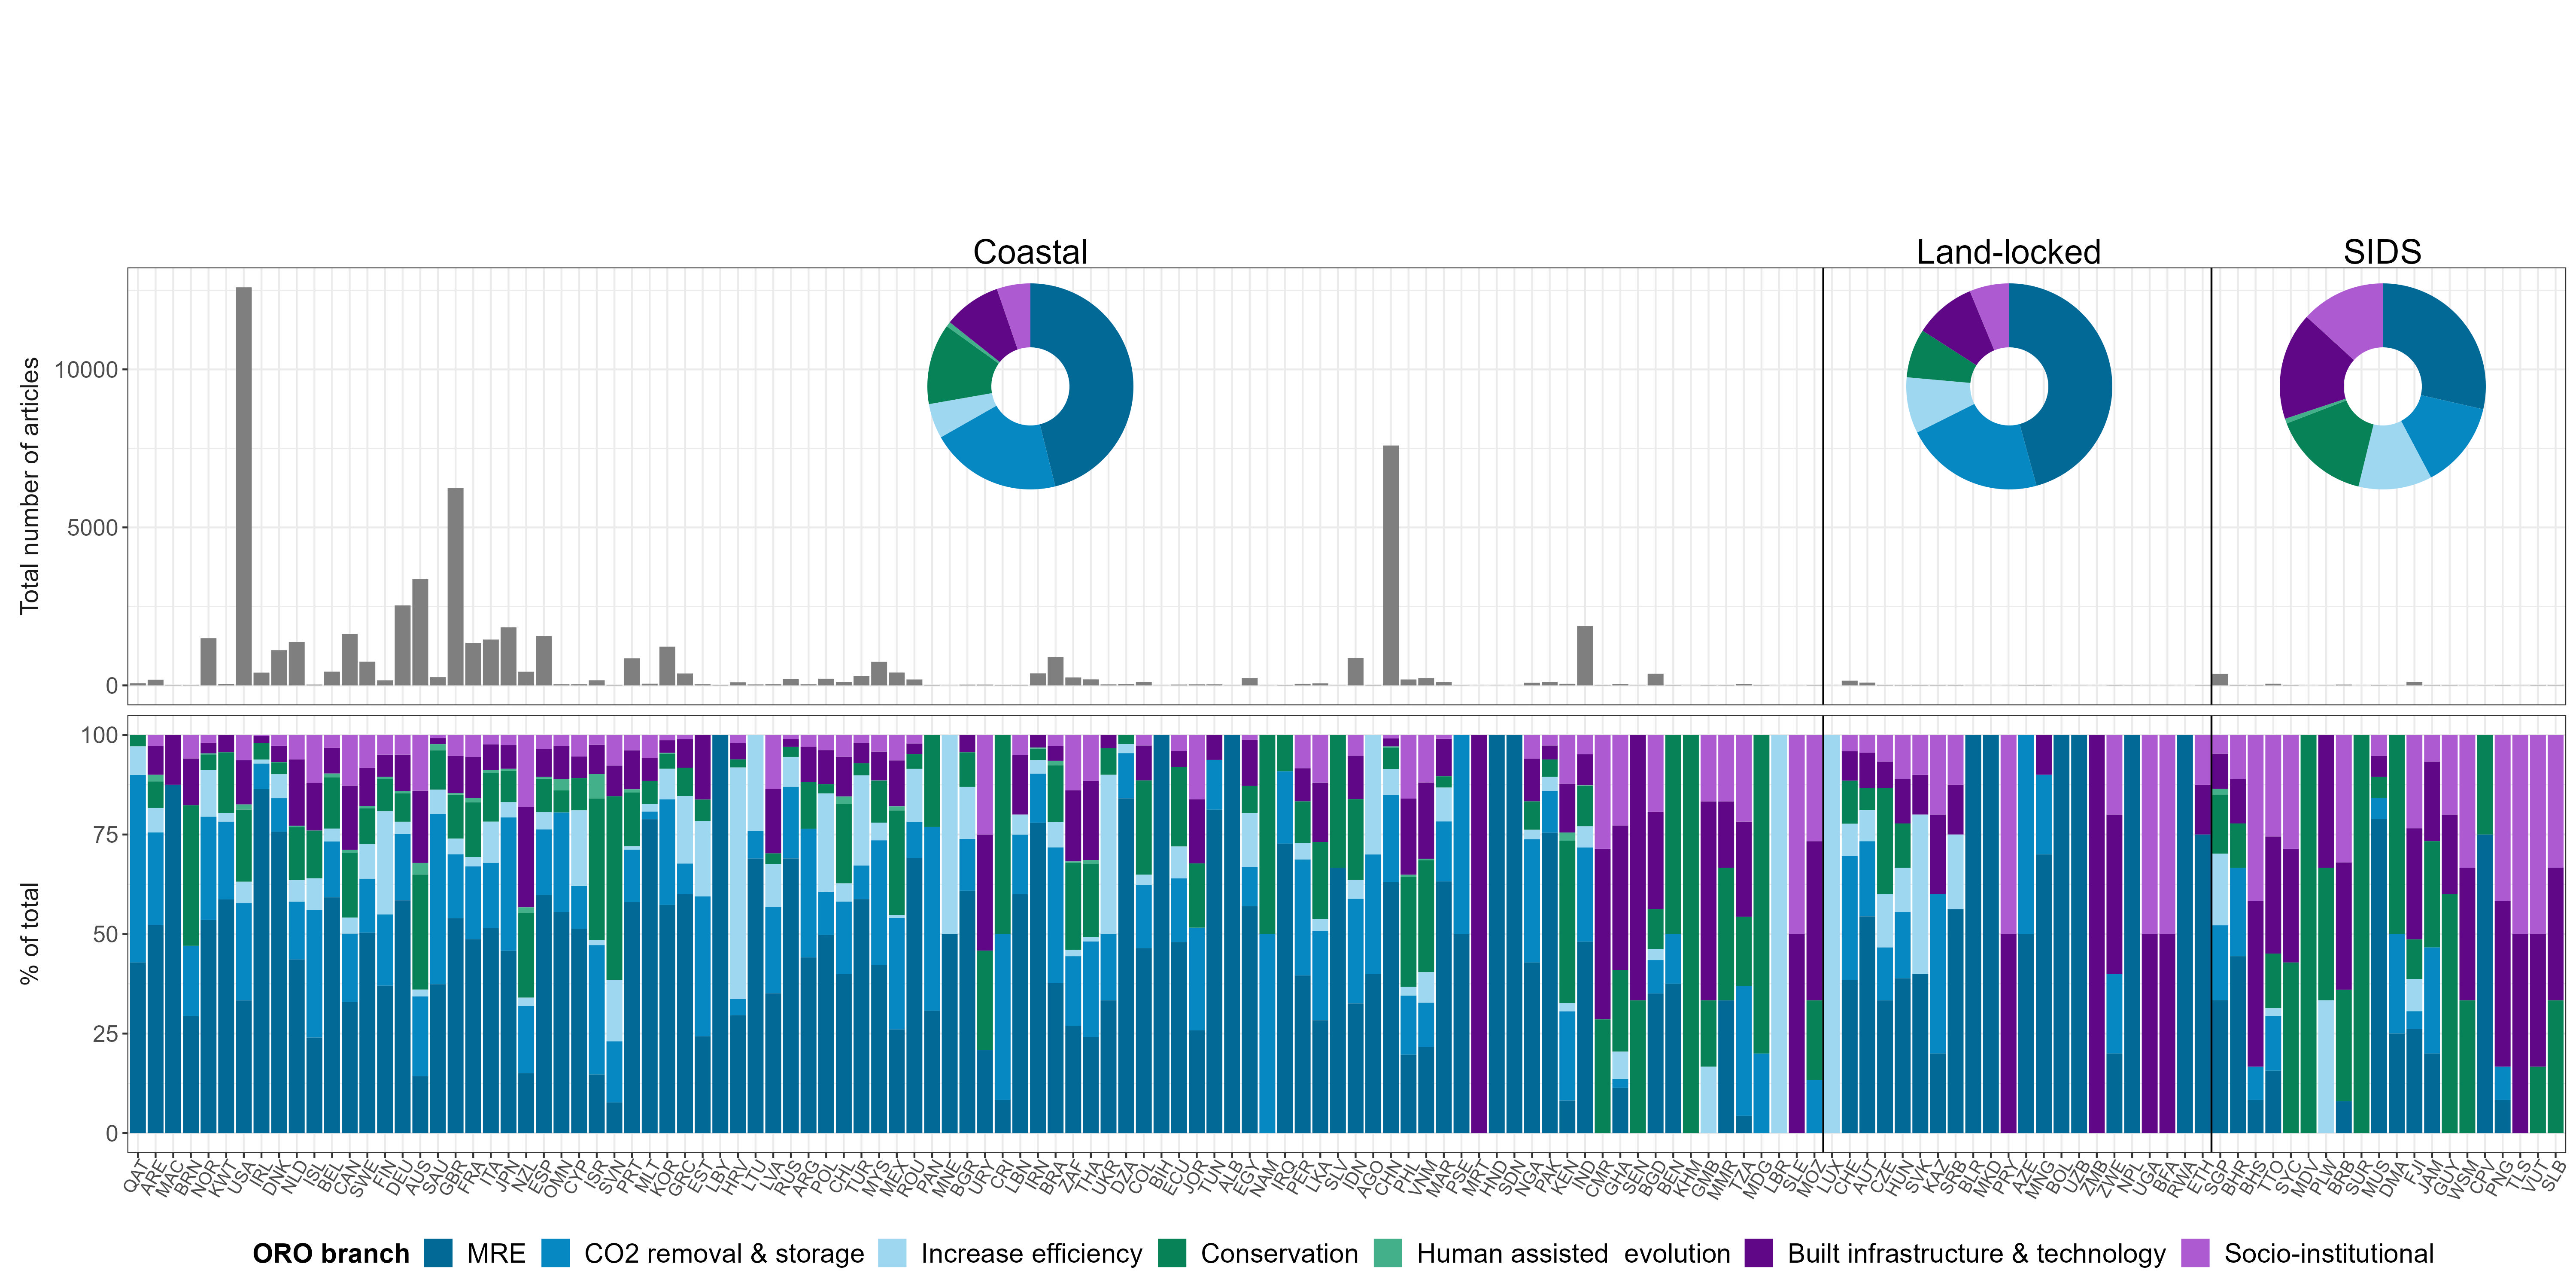 Coastal Land-locked SIDS
Total number of articles
10000
5000
0
% of total
100
75
50
25
0
QAT ARE MAC BRN NOR KWT USA IRL DNK NLD ISL BEL CAN SWE FIN DEU AUS SAU GBR FRA ITA JPN NZL ESP OMN CYP ISR SVN PRT MLT KOR GRC EST LBY HRV LTU LVA RUS ARG POL CHL TUR MYS MEX ROU PAN MNE BGR URY CRI LBN IRN BRA ZAF THA UKR DZA COL BIH ECU JOR TUN ALB EGY NAM IRQ PER LKA SLV IDN AGO CHN PHL VNM MAR PSE MRT HND SDN NGA PAK KEN IND CMR GHA SEN BGD BEN KHM GMB MMR TZA MDG LBR SLE MOZ LUX CHE AUT CZE HUN SVK KAZ SRB BLR MKD PRY AZE MNG BOL UZB ZMB ZWE NPL UGA BFA RWA ETH SGP BHR BHS TTO SYC MDV PLW BRB SUR MUS DMA FJI JAM GUY WSM CPV PNG TLS VUT SLB
ORO branch MRE CO2 removal & storage Increase efficiency Conservation Human assisted evolution Built infrastructure & technology Socio-institutional